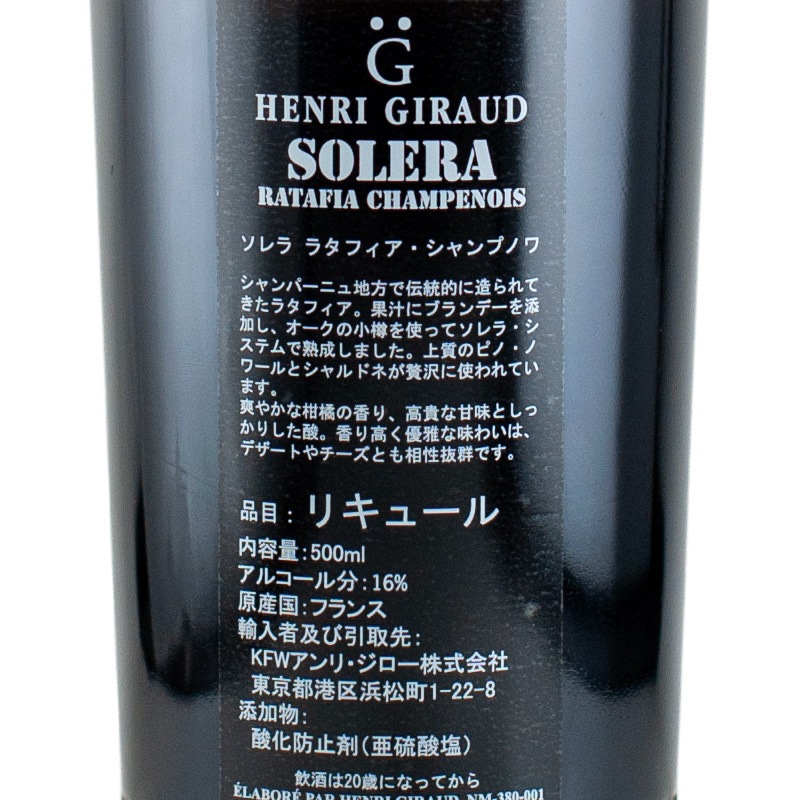 G̈
HENRI GIRAUD
SOLERA
RATAFIA CHAMPENOIS
ソレラ ラタフィア・シャンプノワ
シャンパーニュ地方で伝統的に造られて
きたラタフィア。果汁にブランデーを添
加し、オークの小樽を使ってソレラ・シ
ステムで熟成しました。上質のピノ・ノ
ワールとシャルドネが贅沢に使われてい
ます。
爽やかな柑橘の香り、高貴な甘味としっ
かりした酸。香り高く優雅な味わいは、
デザートやチーズとも相性抜群です。
品目：リキュール
内容量:500ml
アルコール分:16%
原産国:フランス
輸入者及び引取先:
KFWアンリ・ジロー株式会社
東京都港区浜松町1-22-8
添加物:
酸化防止剤(亜硫酸塩)
飲酒は20歳になってから
ÉLABORÉ PAR HENRI GIRAUD, NM-380-001